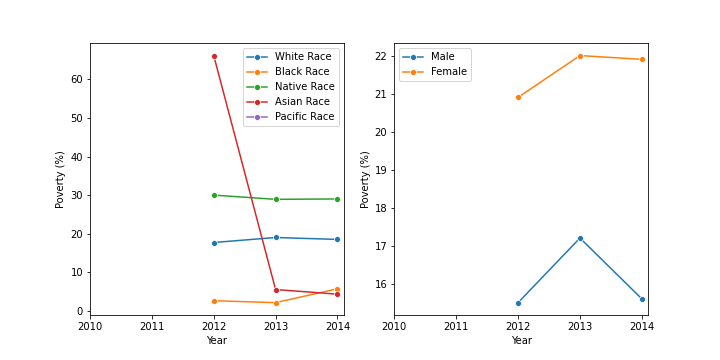 White Race
Black Race
Native Race
Asian Race
Pacific Race
Poverty (%)
60
50
40
30
20
10
0
2010 2011 2012 2013 2014
Year
Male
Female
Poverty (%)
22
21
20
19
18
17
16
2010 2011 2012 2013 2014
Year